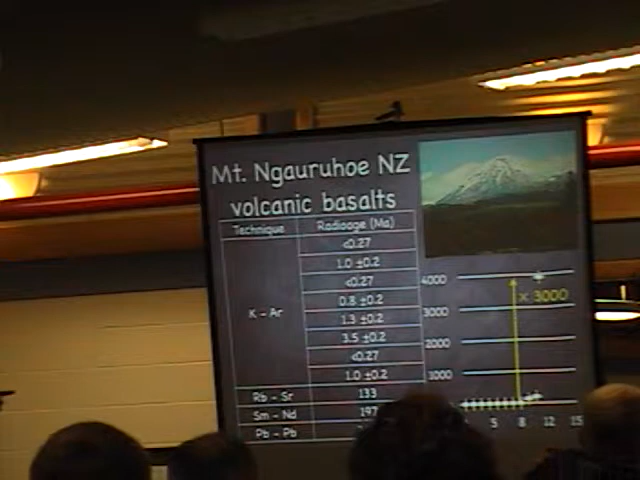 Mt. Ngauruhoe NZ
volcanic basalts
Technique Radioage (Ma)
K - Ar
<0.27
1.0 ±0.2
<0.27
0.8 ±0.2
1.3 ±0.2
3.5 ±0.2
<0.27
1.0 ±0.2
Rb - Sr 133
Sm - Nd 197
Pb - Pb
4000
× 3000
3000
2000
1000
5 8 12 15